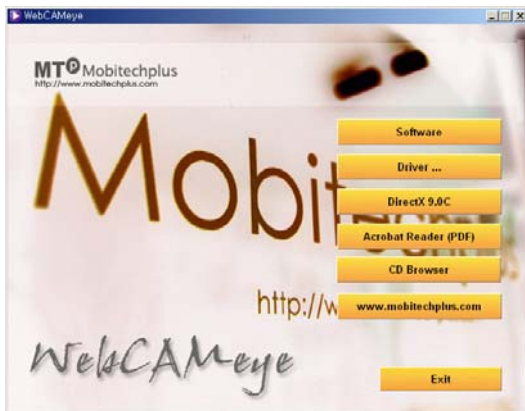 WebCAMeye
MTP Mobitechplus
http://www.mobitechplus.com
Software
Driver ...
DirectX 9.0C
Acrobat Reader (PDF)
CD Browser
www.mobitechplus.com
http://w
WebCAMeye
Exit